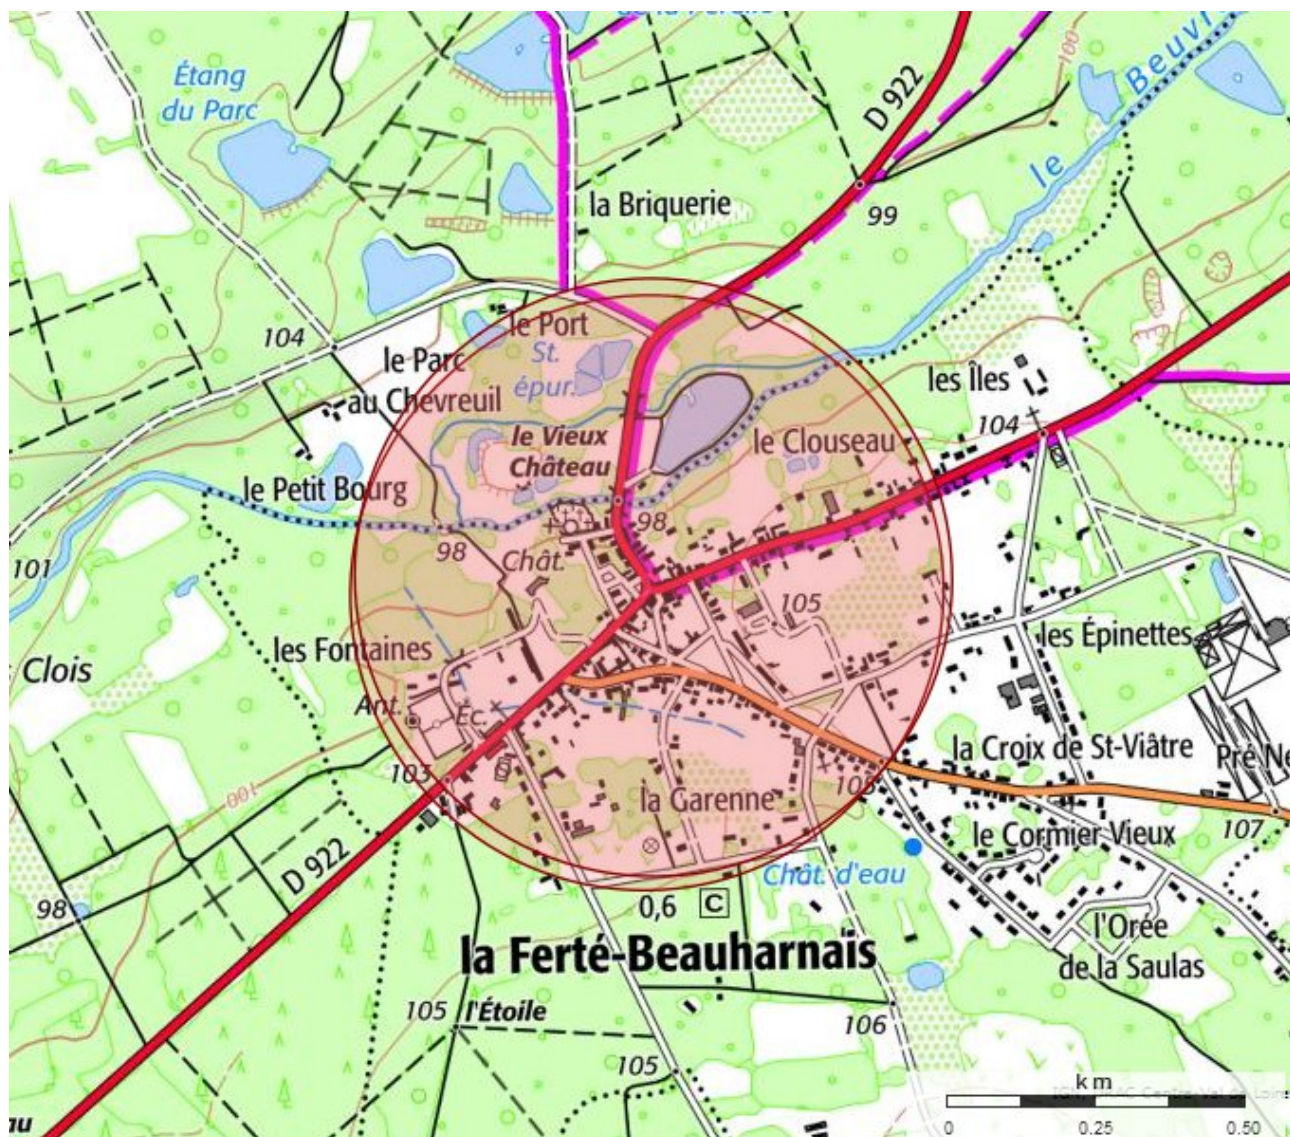 Étang
du Parc
D 922
le Beuvr
100
la Briquerie
99
104
le Port
St.
épur.
le Parc
au Chevreuil
les Îles
104
le Vieux
Château
le Clouseau
le Petit Bourg
98
98
101
Chât.
105
les Épinettes
les Fontaines
Clois
Ant.
Éc.
la Croix de St-Viâtre
Pré Ne
103
100
la Garenne
107
le Cormier Vieux
D 922
Chât. d'eau
98
0,6
C
l'Orée
de la Saulas
la Ferté-Beauharnais
105
l'Étoile
106
105
km
0
0.25
0.50